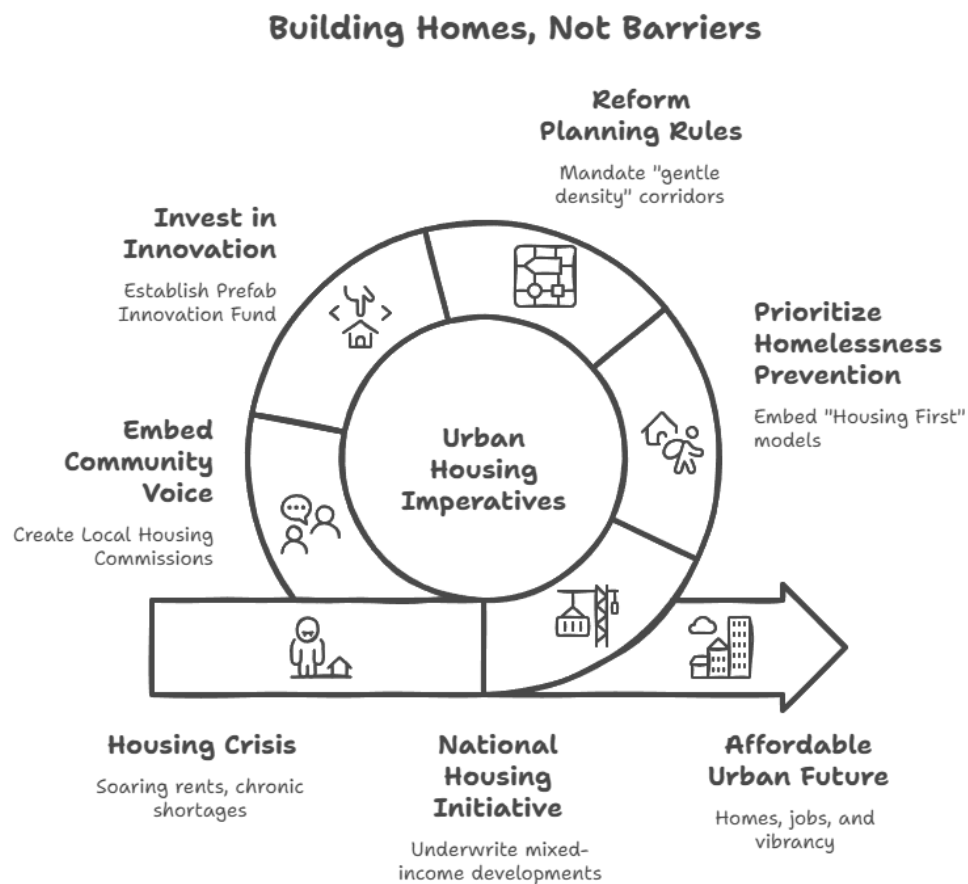 Building Homes, Not Barriers
Reform
Planning Rules
Mandate "gentle
density" corridors
Invest in
Innovation
Establish Prefab
Innovation Fund
Prioritize
Homelessness
Prevention
Embed "Housing First"
models
Embed
Community
Voice
Create Local Housing
Commissions
Urban
Housing
Imperatives
Housing Crisis
Soaring rents, chronic
shortages
National
Housing
Initiative
Underwrite mixed-
income developments
Affordable
Urban Future
Homes, jobs, and
vibrancy